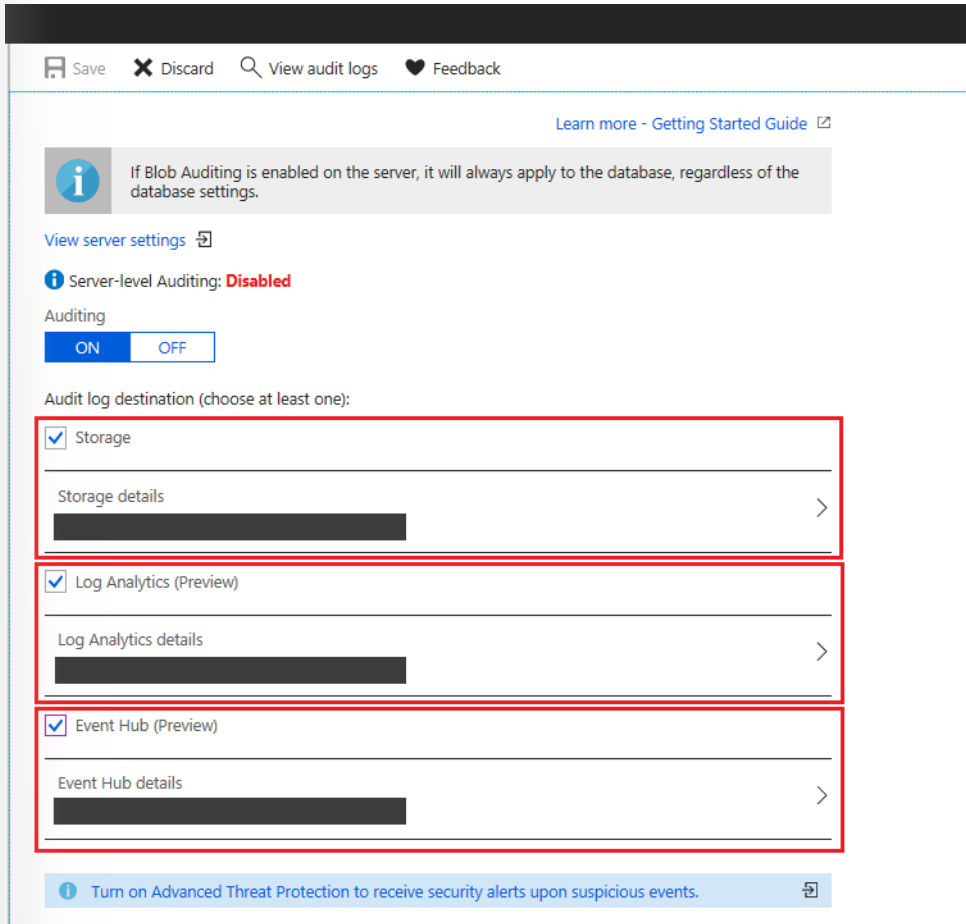 Save Discard View audit logs Feedback
Learn more - Getting Started Guide
If Blob Auditing is enabled on the server, it will always apply to the database, regardless of the
database settings.
View server settings
Server-level Auditing: Disabled
Auditing
ON OFF
Audit log destination (choose at least one):
Storage
Storage details
Log Analytics (Preview)
Log Analytics details
Event Hub (Preview)
Event Hub details
Turn on Advanced Threat Protection to receive security alerts upon suspicious events.